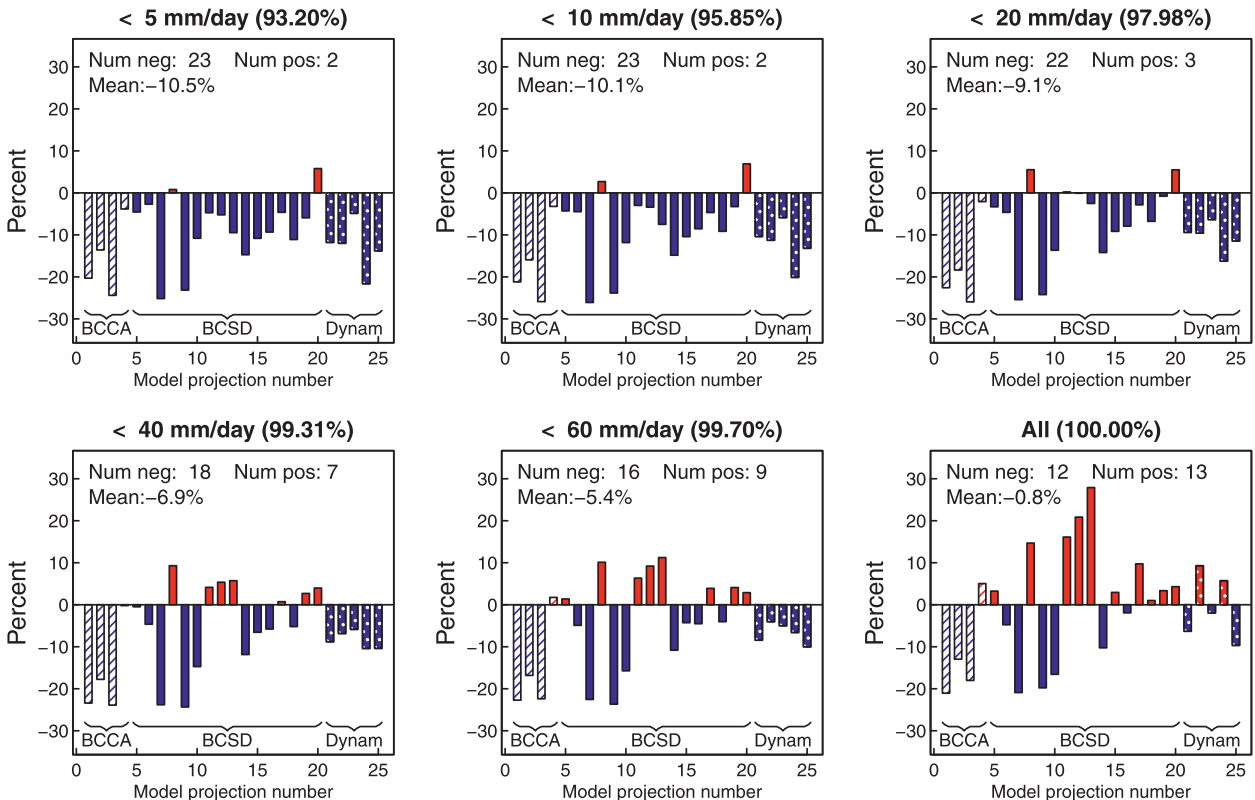 < 5 mm/day (93.20%)
Num neg: 23 Num pos: 2
Mean:−10.5%
Percent
30
20
10
0
−10
−20
−30
BCCA BCSD Dynam
0 5 10 15 20 25
Model projection number
< 10 mm/day (95.85%)
Num neg: 23 Num pos: 2
Mean:−10.1%
Percent
30
20
10
0
−10
−20
−30
BCCA BCSD Dynam
0 5 10 15 20 25
Model projection number
< 20 mm/day (97.98%)
Num neg: 22 Num pos: 3
Mean:−9.1%
Percent
30
20
10
0
−10
−20
−30
BCCA BCSD Dynam
0 5 10 15 20 25
Model projection number
< 40 mm/day (99.31%)
Num neg: 18 Num pos: 7
Mean:−6.9%
Percent
30
20
10
0
−10
−20
−30
BCCA BCSD Dynam
0 5 10 15 20 25
Model projection number
< 60 mm/day (99.70%)
Num neg: 16 Num pos: 9
Mean:−5.4%
Percent
30
20
10
0
−10
−20
−30
BCCA BCSD Dynam
0 5 10 15 20 25
Model projection number
All (100.00%)
Num neg: 12 Num pos: 13
Mean:−0.8%
Percent
30
20
10
0
−10
−20
−30
BCCA BCSD Dynam
0 5 10 15 20 25
Model projection number